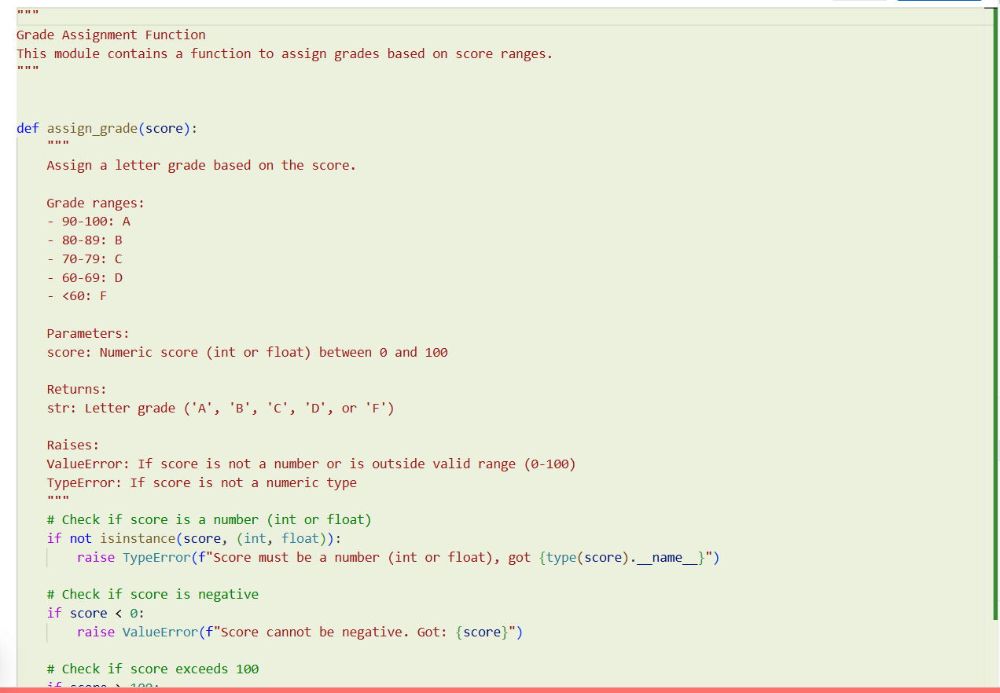 """
Grade Assignment Function
This module contains a function to assign grades based on score ranges.
"""
def assign_grade(score):
    """
    Assign a letter grade based on the score.
    Grade ranges:
    - 90-100: A
    - 80-89: B
    - 70-79: C
    - 60-69: D
    - <60: F
    Parameters:
    score: Numeric score (int or float) between 0 and 100
    Returns:
    str: Letter grade ('A', 'B', 'C', 'D', or 'F')
    Raises:
    ValueError: If score is not a number or is outside valid range (0-100)
    TypeError: If score is not a numeric type
    """
    # Check if score is a number (int or float)
    if not isinstance(score, (int, float)):
        raise TypeError(f"Score must be a number (int or float), got {type(score).__name__}")
    # Check if score is negative
    if score < 0:
        raise ValueError(f"Score cannot be negative. Got: {score}")
    # Check if score exceeds 100
    if score > 100: